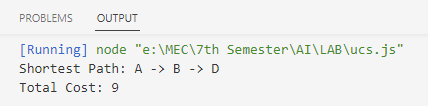 PROBLEMS OUTPUT
[Running] node "e:\MEC\7th Semester\AI\LAB\ucs.js"
Shortest Path: A -> B -> D
Total Cost: 9